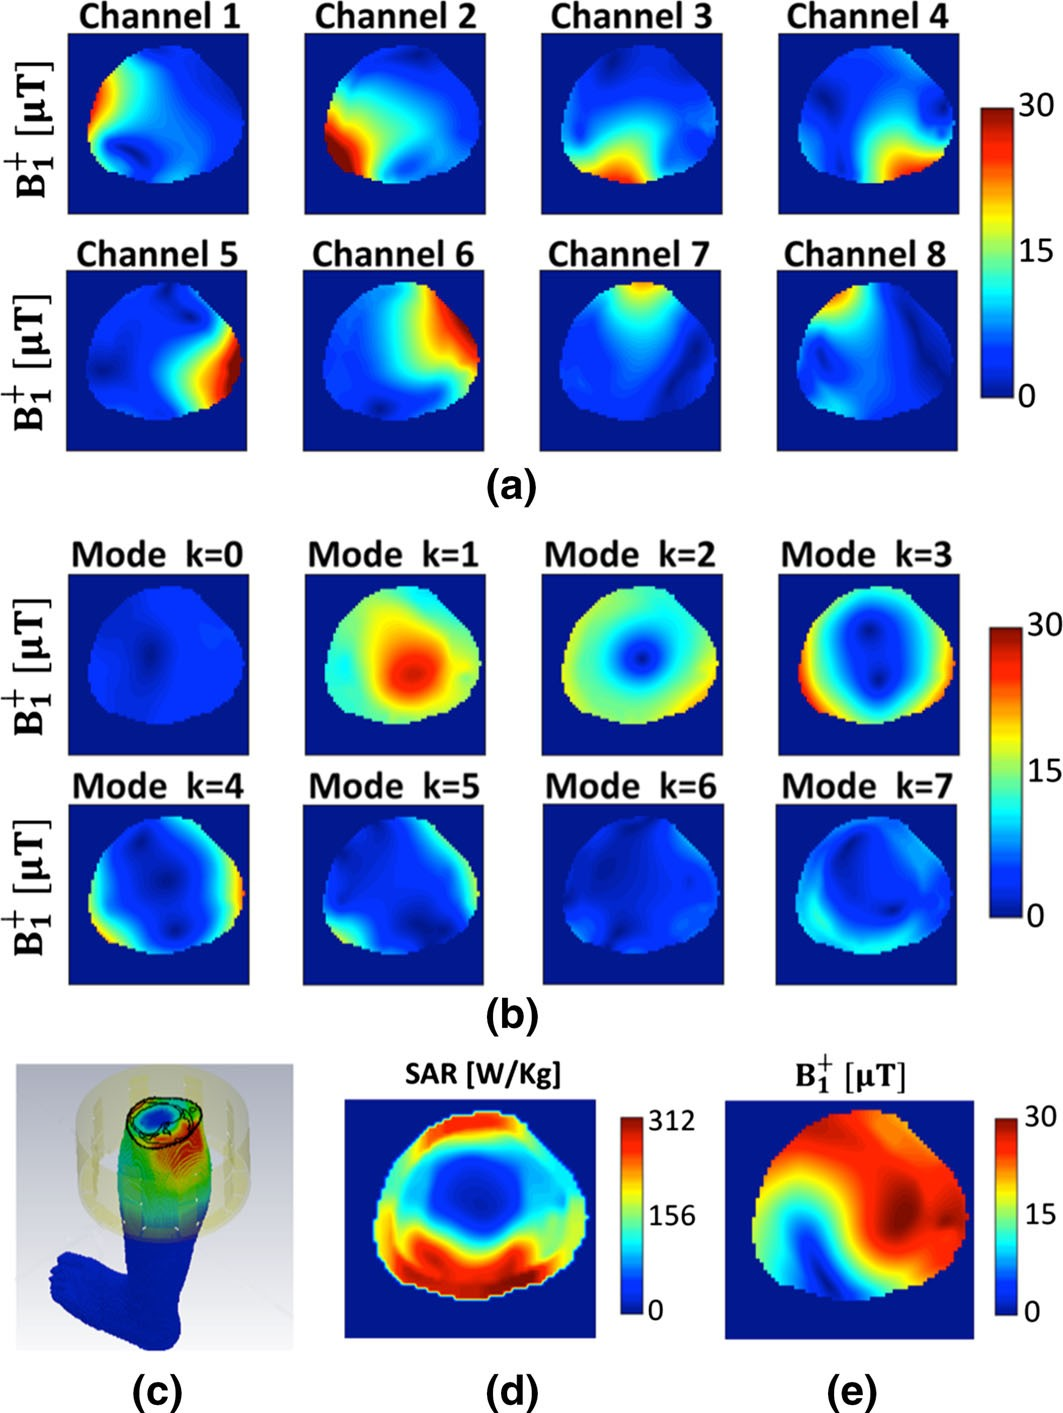 Channel 1 Channel 2 Channel 3 Channel 4
B₁⁺ [μT]
30
15
0
Channel 5 Channel 6 Channel 7 Channel 8
B₁⁺ [μT]
(a)
Mode k=0 Mode k=1 Mode k=2 Mode k=3
B₁⁺ [μT]
30
15
0
Mode k=4 Mode k=5 Mode k=6 Mode k=7
B₁⁺ [μT]
(b)
SAR [W/Kg]
312
156
0
B₁⁺ [μT]
30
15
0
(c) (d) (e)